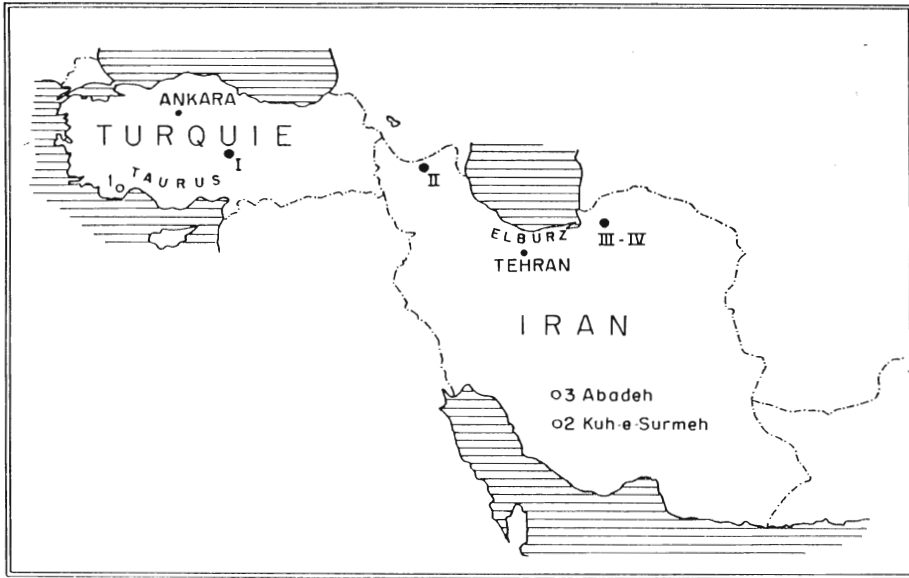 ANKARA
TURQUIE
I
1 TAURUS
II
ELBURZ
III - IV
TEHRAN
IRAN
3 Abadeh
2 Kuh-e-Surmeh